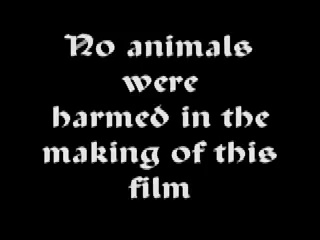 No animals
were
harmed in the
making of this
film